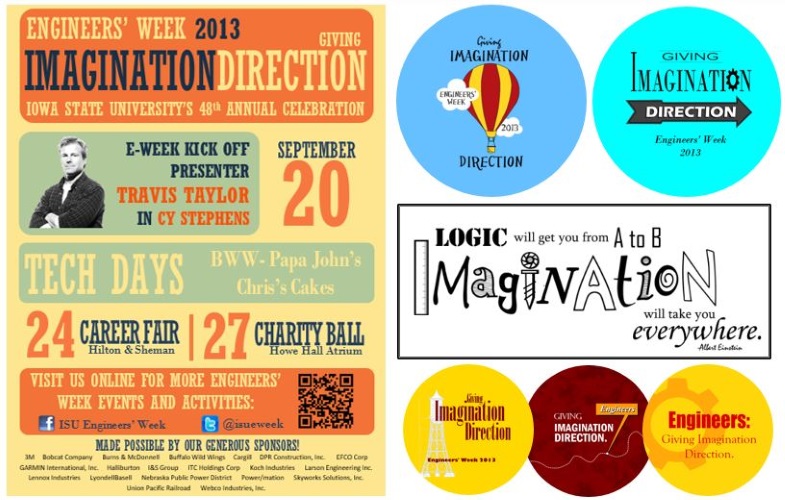 ENGINEERS' WEEK 2013
GIVING
IMAGINATION DIRECTION
IOWA STATE UNIVERSITY'S 48th ANNUAL CELEBRATION
E-WEEK KICK OFF
PRESENTER
TRAVIS TAYLOR
IN CY STEPHENS
SEPTEMBER
20
TECH DAYS
BWW- Papa John's
Chris's Cakes
24 CAREER FAIR
Hilton & Sheman
27 CHARITY BALL
Howe Hall Atrium
VISIT US ONLINE FOR MORE ENGINEERS'
WEEK EVENTS AND ACTIVITIES:
f ISU Engineers' Week
@isueweek
MADE POSSIBLE BY OUR GENEROUS SPONSORS!
3M Bobcat Company Burns & McDonnell Buffalo Wild Wings Cargill DPR Construction, Inc. EFCO Corp
GARMIN International, Inc. Halliburton I&S Group ITC Holdings Corp Koch Industries Larson Engineering Inc.
Lennox Industries LyondellBasell Nebraska Public Power District Power/mation Skyworks Solutions, Inc.
Union Pacific Railroad Webco Industries, Inc.
Giving
IMAGINATION
ENGINEERS'
WEEK
2013
DIRECTION
GIVING
IMAGINATION
DIRECTION
Engineers' Week
2013
LOGIC will get you from A to B
IMagiNAtioN
will take you
everywhere.
-Albert Einstein
Giving
Imagination
Direction
Engineers' Week 2013
Engineers
GIVING
IMAGINATION
DIRECTION.
Engineers:
Giving Imagination
Direction.